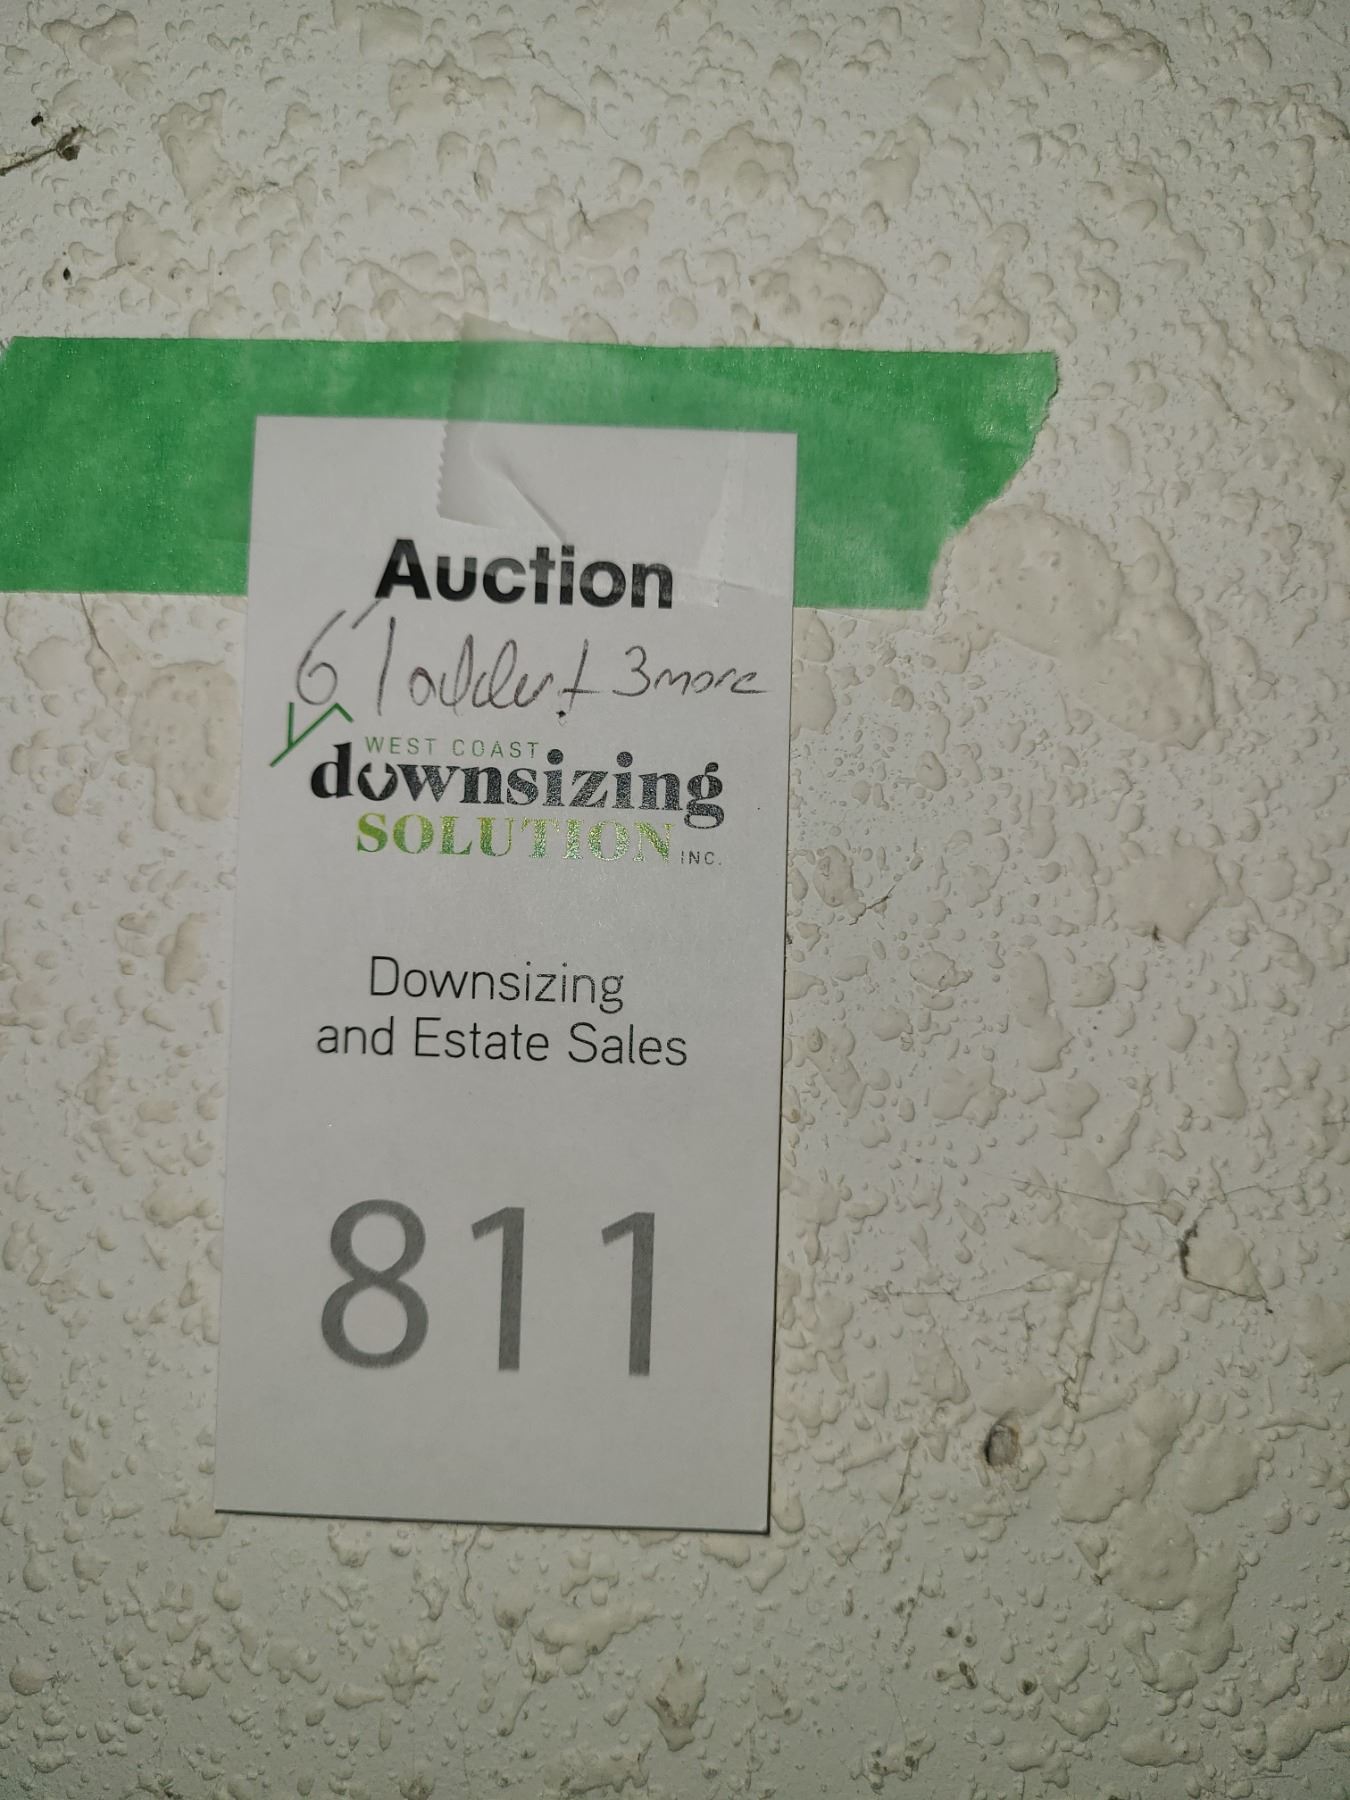 Auction
6' ladder + 3 more
WEST COAST
downsizing
SOLUTION INC.
Downsizing
and Estate Sales
811